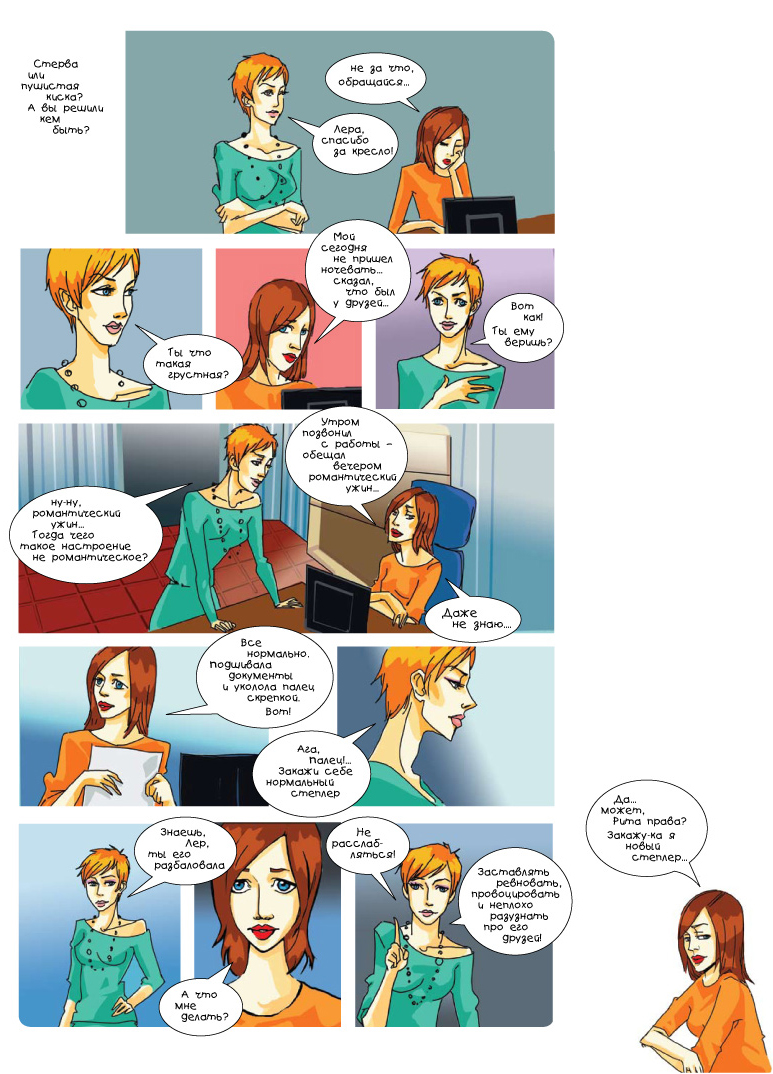 Стерва
или
пушистая
киска?
А вы решили
кем
быть?
не за что,
обращайся...
Лера,
спасибо
за кресло!
Ты что
такая
грустная?
Мой
сегодня
не пришел
ночевать...
сказал,
что был
у друзей...
Вот
как!
Ты ему
веришь?
ну-ну,
романтический
ужин...
Тогда чего
такое настроение
не романтическое?
Утром
позвонил
с работы –
обещал
вечером
романтический
ужин...
Даже
не знаю....
Все
нормально.
Подшивала
документы
и уколола палец
скрепкой.
Вот!
Ага,
палец!...
Закажи себе
нормальный
степлер
Знаешь,
Лер,
ты его
разбаловала
А что
мне
делать?
Не
расслаб-
ляться!
Заставлять
ревновать,
провоцировать
и неплохо
разузнать
про его
друзей!
Да...
может,
Рита права?
Закажу-ка я
новый
степлер...